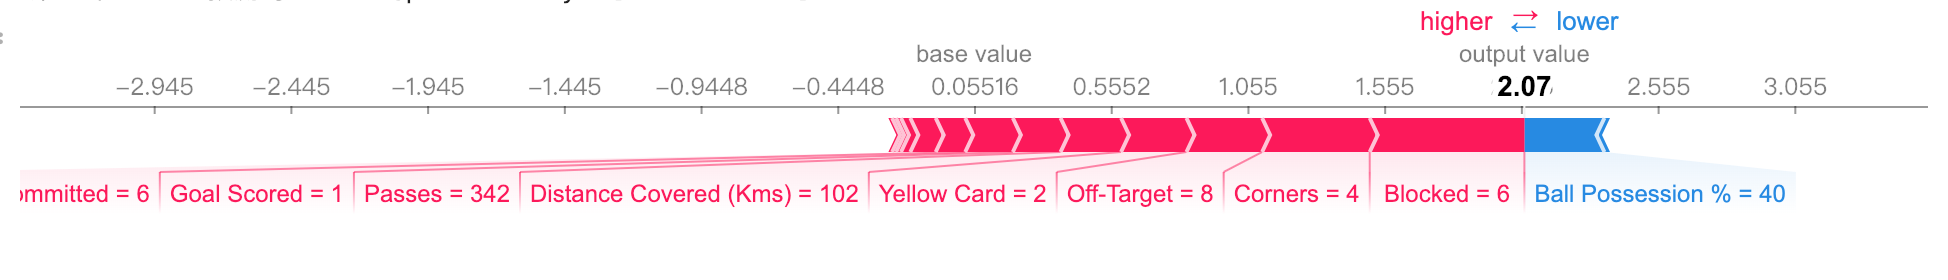 higher ⇄ lower
base value output value
−2.945 −2.445 −1.945 −1.445 −0.9448 −0.4448 0.05516 0.5552 1.055 1.555 2.07 2.555 3.055
ommitted = 6 Goal Scored = 1 Passes = 342 Distance Covered (Kms) = 102 Yellow Card = 2 Off-Target = 8 Corners = 4 Blocked = 6 Ball Possession % = 40